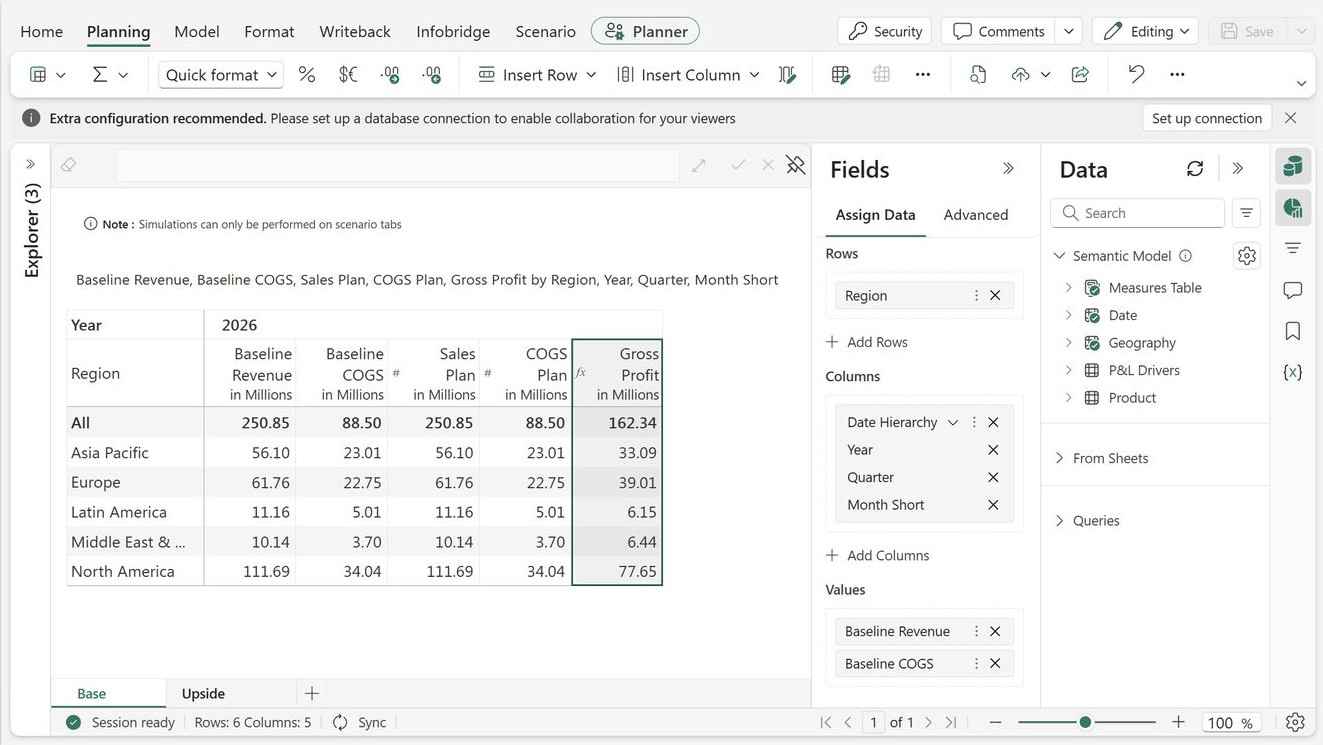 Home Planning Model Format Writeback Infobridge Scenario Planner Security Comments Editing Save
Quick format % $€ .00 .00 Insert Row Insert Column
Extra configuration recommended. Please set up a database connection to enable collaboration for your viewers Set up connection
Explorer (3)
Note : Simulations can only be performed on scenario tabs
Baseline Revenue, Baseline COGS, Sales Plan, COGS Plan, Gross Profit by Region, Year, Quarter, Month Short
Year 2026
Region Baseline Revenue in Millions Baseline COGS in Millions # Sales Plan in Millions # COGS Plan in Millions fx Gross Profit in Millions
All 250.85 88.50 250.85 88.50 162.34
Asia Pacific 56.10 23.01 56.10 23.01 33.09
Europe 61.76 22.75 61.76 22.75 39.01
Latin America 11.16 5.01 11.16 5.01 6.15
Middle East & ... 10.14 3.70 10.14 3.70 6.44
North America 111.69 34.04 111.69 34.04 77.65
Base Upside
Session ready Rows: 6 Columns: 5 Sync
1 of 1 100 %
Fields
Assign Data Advanced
Rows
Region
Add Rows
Columns
Date Hierarchy
Year
Quarter
Month Short
Add Columns
Values
Baseline Revenue
Baseline COGS
Data
Search
Semantic Model
Measures Table
Date
Geography
P&L Drivers
Product
From Sheets
Queries
{x}